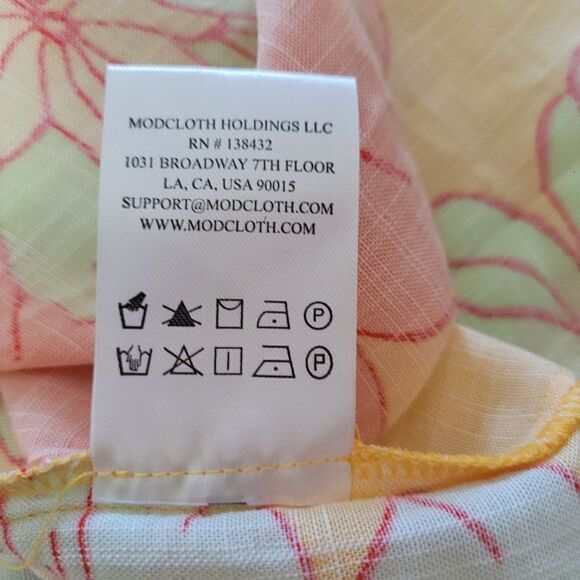 MODCLOTH HOLDINGS LLC
RN # 138432
1031 BROADWAY 7TH FLOOR
LA, CA, USA 90015
SUPPORT@MODCLOTH.COM
WWW.MODCLOTH.COM
P
P